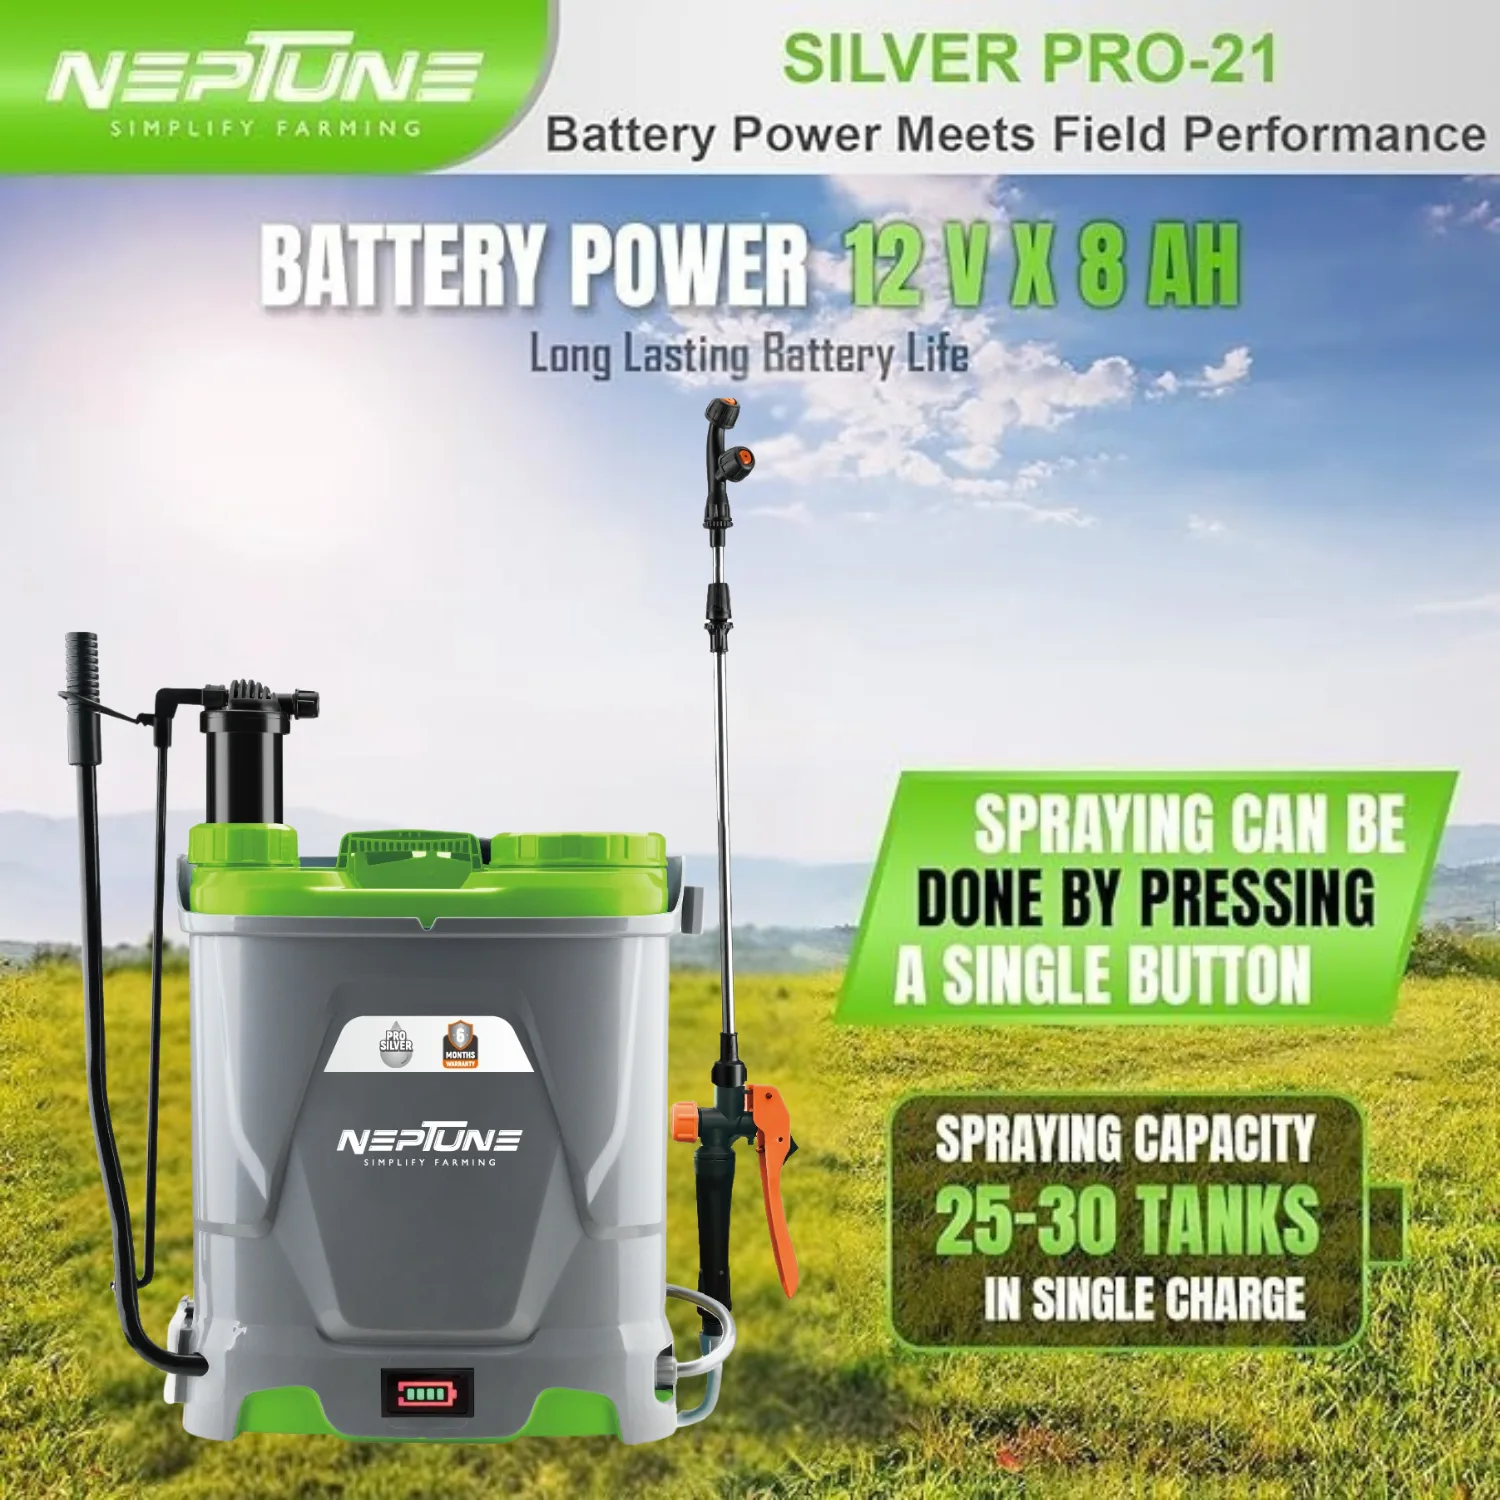 NEPTUNE
SIMPLIFY FARMING
SILVER PRO-21
Battery Power Meets Field Performance
BATTERY POWER 12 V X 8 AH
Long Lasting Battery Life
SPRAYING CAN BE
DONE BY PRESSING
A SINGLE BUTTON
PRO
SILVER
6
MONTHS
WARRANTY
NEPTUNE
SIMPLIFY FARMING
SPRAYING CAPACITY
25-30 TANKS
IN SINGLE CHARGE